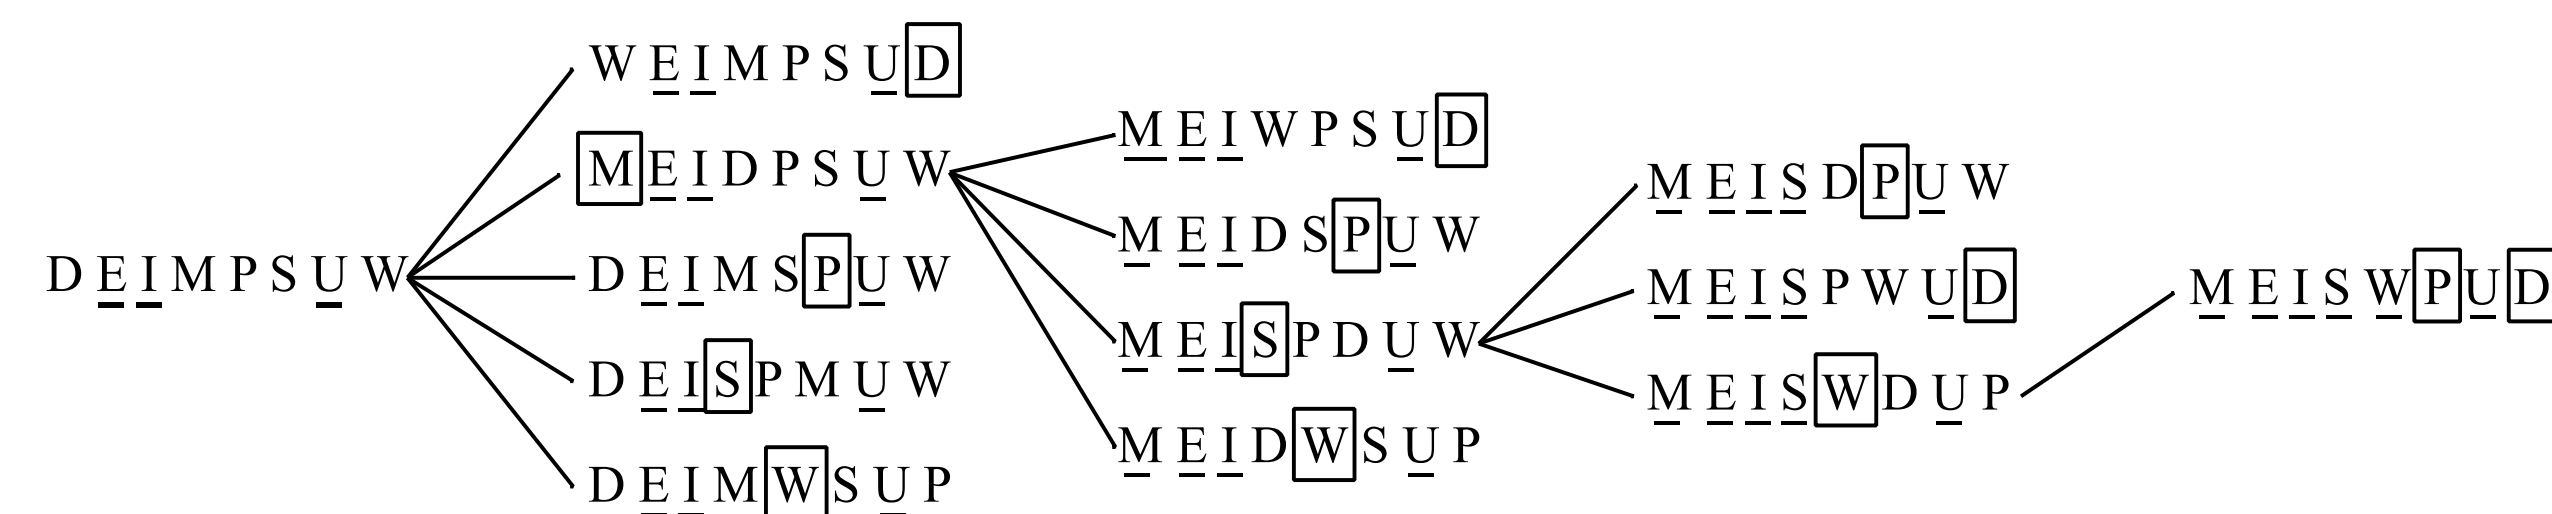 D E I M P S U W
W E I M P S U D
M E I D P S U W
D E I M S P U W
D E I S P M U W
D E I M W S U P
M E I W P S U D
M E I D S P U W
M E I S P D U W
M E I D W S U P
M E I S D P U W
M E I S P W U D
M E I S W D U P
M E I S W P U D